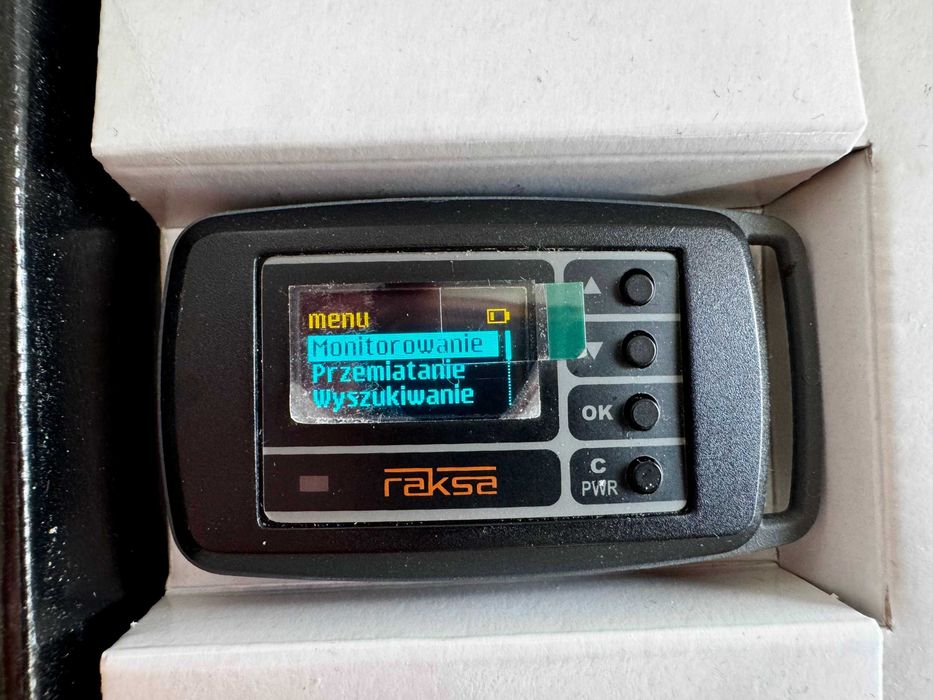 menu
Monitorowanie
Przemiatanie
Wyszukiwanie
OK
C
PWR
raksa